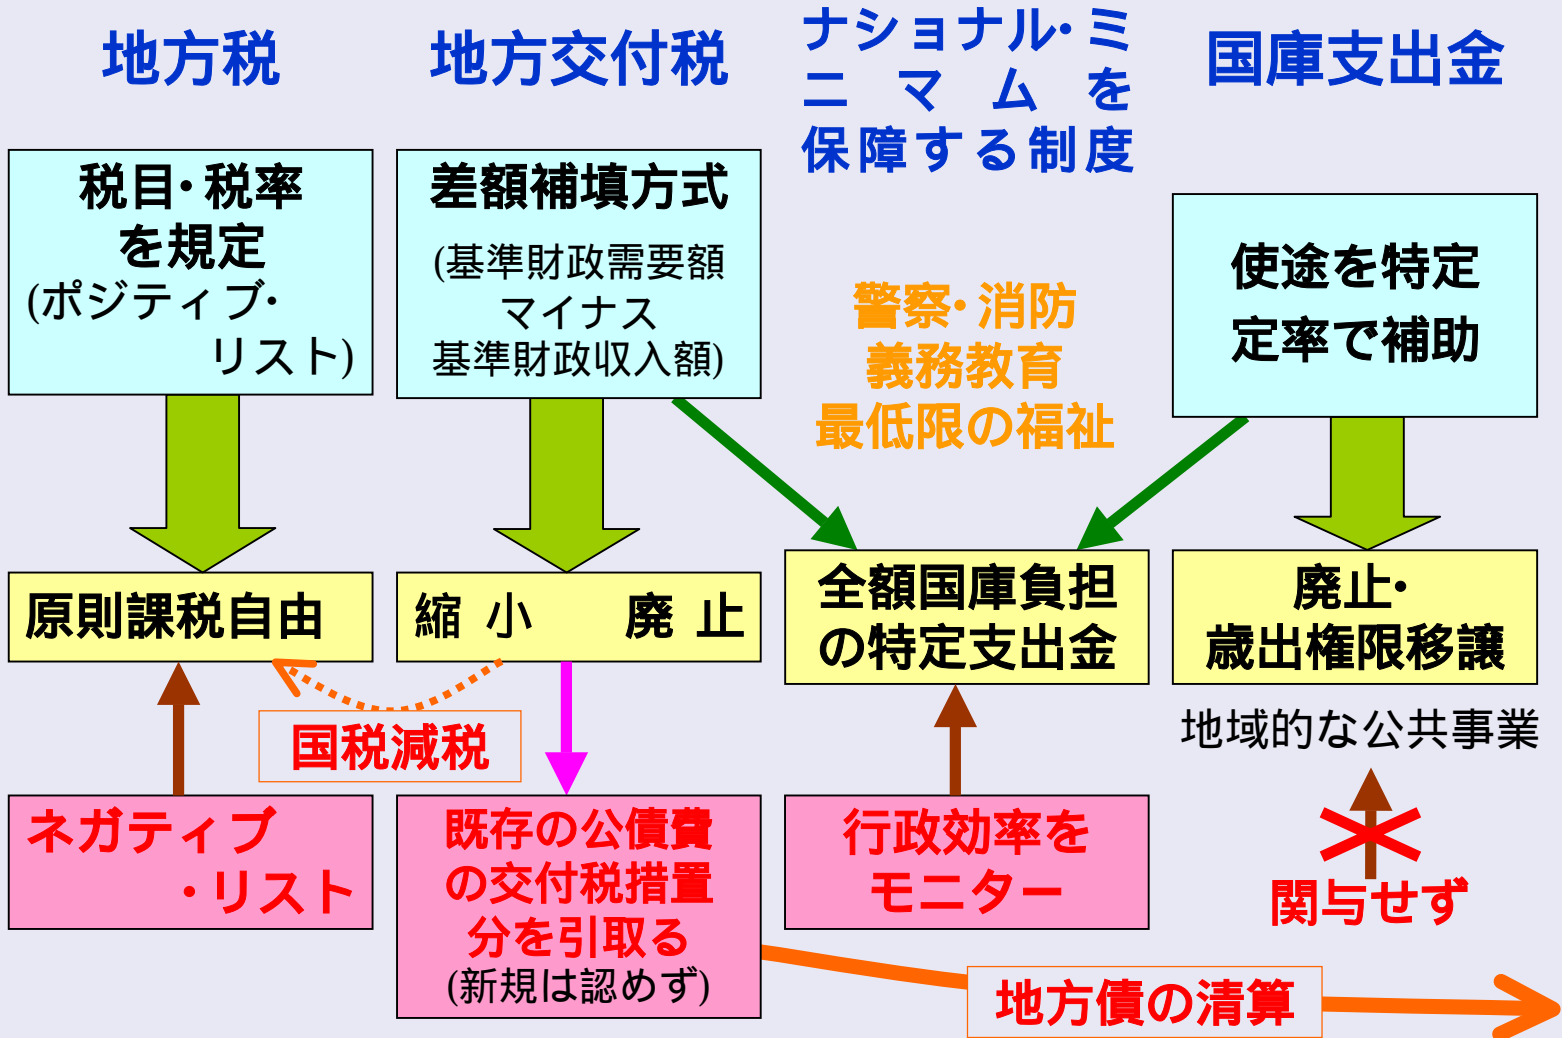 地方税
地方交付税
ナショナル・ミ
ニマムを
保障する制度
国庫支出金
税目・税率
を規定
(ポジティブ・
リスト)
差額補填方式
(基準財政需要額
マイナス
基準財政収入額)
警察・消防
義務教育
最低限の福祉
使途を特定
定率で補助
原則課税自由
縮小 廃止
全額国庫負担
の特定支出金
廃止・
歳出権限移譲
国税減税
地域的な公共事業
ネガティブ
・リスト
既存の公債費
の交付税措置
分を引取る
(新規は認めず)
行政効率を
モニター
関与せず
地方債の清算